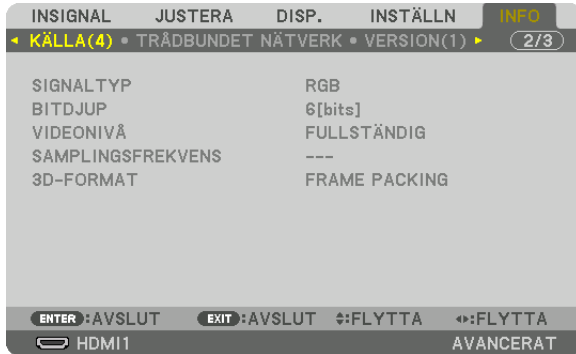 INSIGNAL JUSTERA DISP. INSTÄLLN INFO
KÄLLA(4) • TRÅDBUNDET NÄTVERK • VERSION(1) 2/3
SIGNALTYP RGB
BITDJUP 6[bits]
VIDEONIVÅ FULLSTÄNDIG
SAMPLINGSFREKVENS ---
3D-FORMAT FRAME PACKING
ENTER:AVSLUT EXIT:AVSLUT :FLYTTA :FLYTTA
HDMI1 AVANCERAT